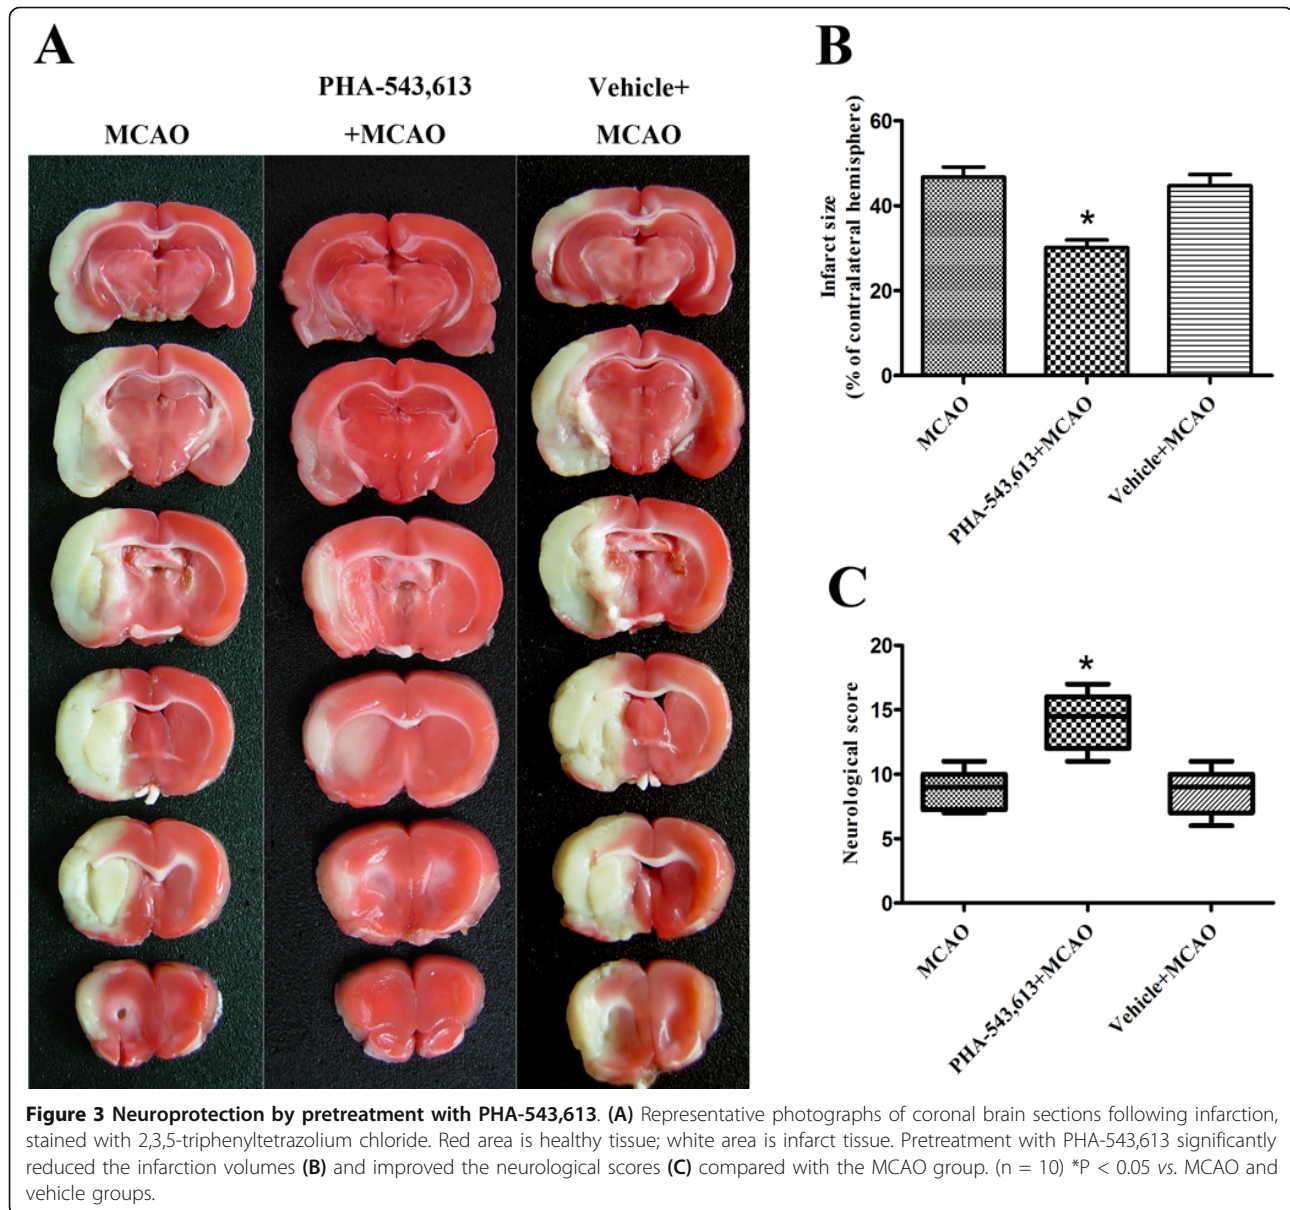 A
MCAO
PHA-543,613
+MCAO
Vehicle+
MCAO
B
Infarct size
(% of contralateral hemisphere)
60
40
20
0
*
MCAO
PHA-543,613+MCAO
Vehicle+MCAO
C
Neurological score
20
15
10
5
0
*
MCAO
PHA-543,613+MCAO
Vehicle+MCAO
Figure 3 Neuroprotection by pretreatment with PHA-543,613. (A) Representative photographs of coronal brain sections following infarction,
stained with 2,3,5-triphenyltetrazolium chloride. Red area is healthy tissue; white area is infarct tissue. Pretreatment with PHA-543,613 significantly
reduced the infarction volumes (B) and improved the neurological scores (C) compared with the MCAO group. (n = 10) *P < 0.05 vs. MCAO and
vehicle groups.